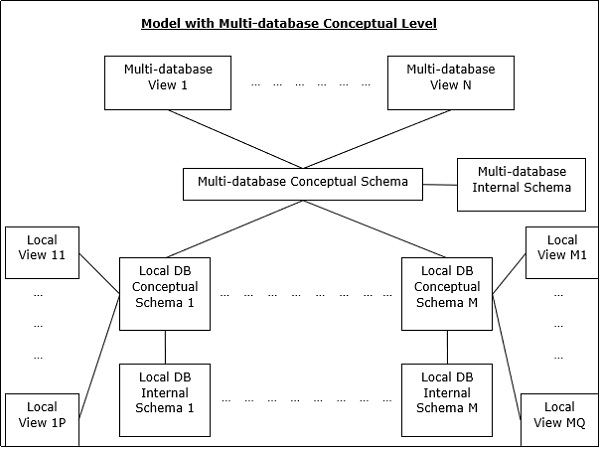 Model with Multi-database Conceptual Level
Multi-database
View 1
... ... ... ...
Multi-database
View N
Multi-database Conceptual Schema
Multi-database
Internal Schema
Local
View 11
...
...
...
Local
View 1P
Local DB
Conceptual
Schema 1
... ... ... ... ... ...
Local DB
Conceptual
Schema M
Local
View M1
...
...
...
Local
View MQ
Local DB
Internal
Schema 1
... ... ... ... ... ...
Local DB
Internal
Schema M